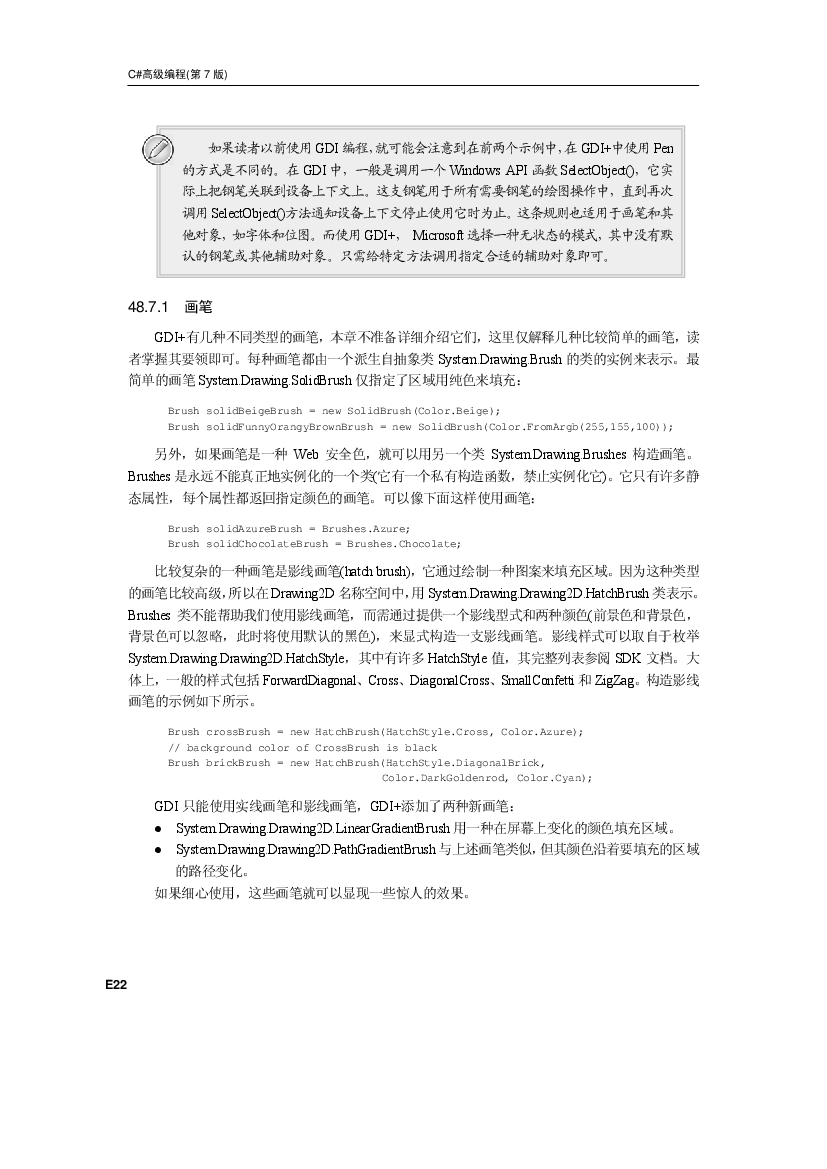 C#高级编程(第 7 版)
如果读者以前使用 GDI 编程，就可能会注意到在前两个示例中，在 GDI+中使用 Pen
的方式是不同的。在 GDI 中，一般是调用一个 Windows API 函数 SelectObject()，它实
际上把钢笔关联到设备上下文上。这支钢笔用于所有需要钢笔的绘图操作中，直到再次
调用 SelectObject()方法通知设备上下文停止使用它时为止。这条规则也适用于画笔和其
他对象，如字体和位图。而使用 GDI+， Microsoft 选择一种无状态的模式，其中没有默
认的钢笔或其他辅助对象。只需给特定方法调用指定合适的辅助对象即可。
48.7.1 画笔
GDI+有几种不同类型的画笔，本章不准备详细介绍它们，这里仅解释几种比较简单的画笔，读
者掌握其要领即可。每种画笔都由一个派生自抽象类 System.Drawing.Brush 的类的实例来表示。最
简单的画笔 System.Drawing.SolidBrush 仅指定了区域用纯色来填充：
Brush solidBeigeBrush = new SolidBrush(Color.Beige);
Brush solidFunnyOrangyBrownBrush = new SolidBrush(Color.FromArgb(255,155,100));
另外，如果画笔是一种 Web 安全色，就可以用另一个类 System.Drawing.Brushes 构造画笔。
Brushes 是永远不能真正地实例化的一个类(它有一个私有构造函数，禁止实例化它)。它只有许多静
态属性，每个属性都返回指定颜色的画笔。可以像下面这样使用画笔：
Brush solidAzureBrush = Brushes.Azure;
Brush solidChocolateBrush = Brushes.Chocolate;
比较复杂的一种画笔是影线画笔(hatch brush)，它通过绘制一种图案来填充区域。因为这种类型
的画笔比较高级，所以在 Drawing2D 名称空间中，用 System.Drawing.Drawing2D.HatchBrush 类表示。
Brushes 类不能帮助我们使用影线画笔，而需通过提供一个影线型式和两种颜色(前景色和背景色，
背景色可以忽略，此时将使用默认的黑色)，来显式构造一支影线画笔。影线样式可以取自于枚举
System.Drawing.Drawing2D.HatchStyle，其中有许多 HatchStyle 值，其完整列表参阅 SDK 文档。大
体上，一般的样式包括 ForwardDiagonal、Cross、DiagonalCross、SmallConfetti 和 ZigZag。构造影线
画笔的示例如下所示。
Brush crossBrush = new HatchBrush(HatchStyle.Cross, Color.Azure);
// background color of CrossBrush is black
Brush brickBrush = new HatchBrush(HatchStyle.DiagonalBrick,
Color.DarkGoldenrod, Color.Cyan);
GDI 只能使用实线画笔和影线画笔，GDI+添加了两种新画笔：
● System.Drawing.Drawing2D.LinearGradientBrush 用一种在屏幕上变化的颜色填充区域。
● System.Drawing.Drawing2D.PathGradientBrush 与上述画笔类似，但其颜色沿着要填充的区域
的路径变化。
如果细心使用，这些画笔就可以显现一些惊人的效果。
E22